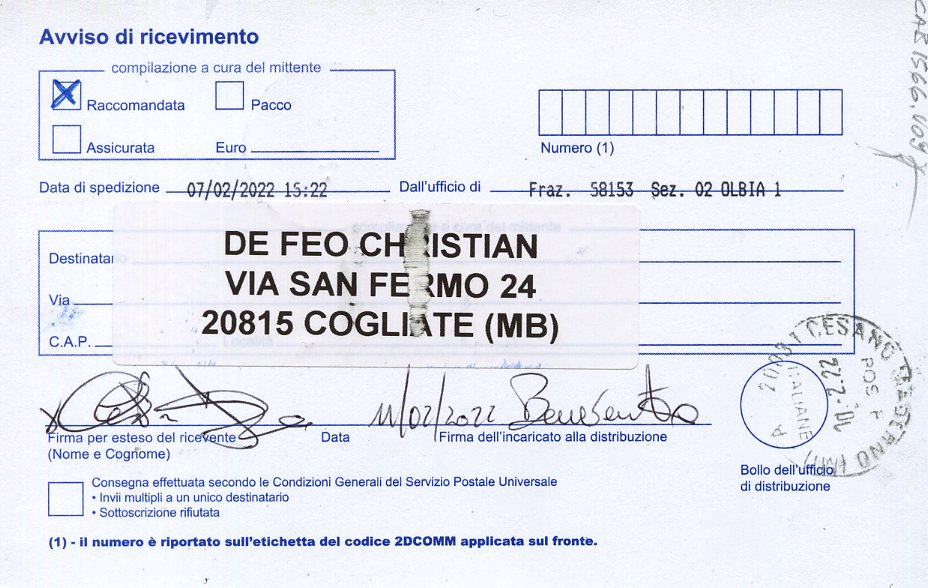 Avviso di ricevimento
compilazione a cura del mittente
Raccomandata
Pacco
Assicurata
Euro
Numero (1)
Data di spedizione 07/02/2022 15:22 Dall'ufficio di Fraz. 58153 Sez. 02 OLBIA 1
Destinatario
DE FEO CHRISTIAN
Via
VIA SAN FERMO 24
C.A.P.
20815 COGLIATE (MB)
11/02/2022
Firma per esteso del ricevente
(Nome e Cognome)
Data
Firma dell'incaricato alla distribuzione
Bollo dell'ufficio
di distribuzione
Consegna effettuata secondo le Condizioni Generali del Servizio Postale Universale
• Invii multipli a un unico destinatario
• Sottoscrizione rifiutata
(1) - il numero è riportato sull'etichetta del codice 2DCOMM applicata sul fronte.